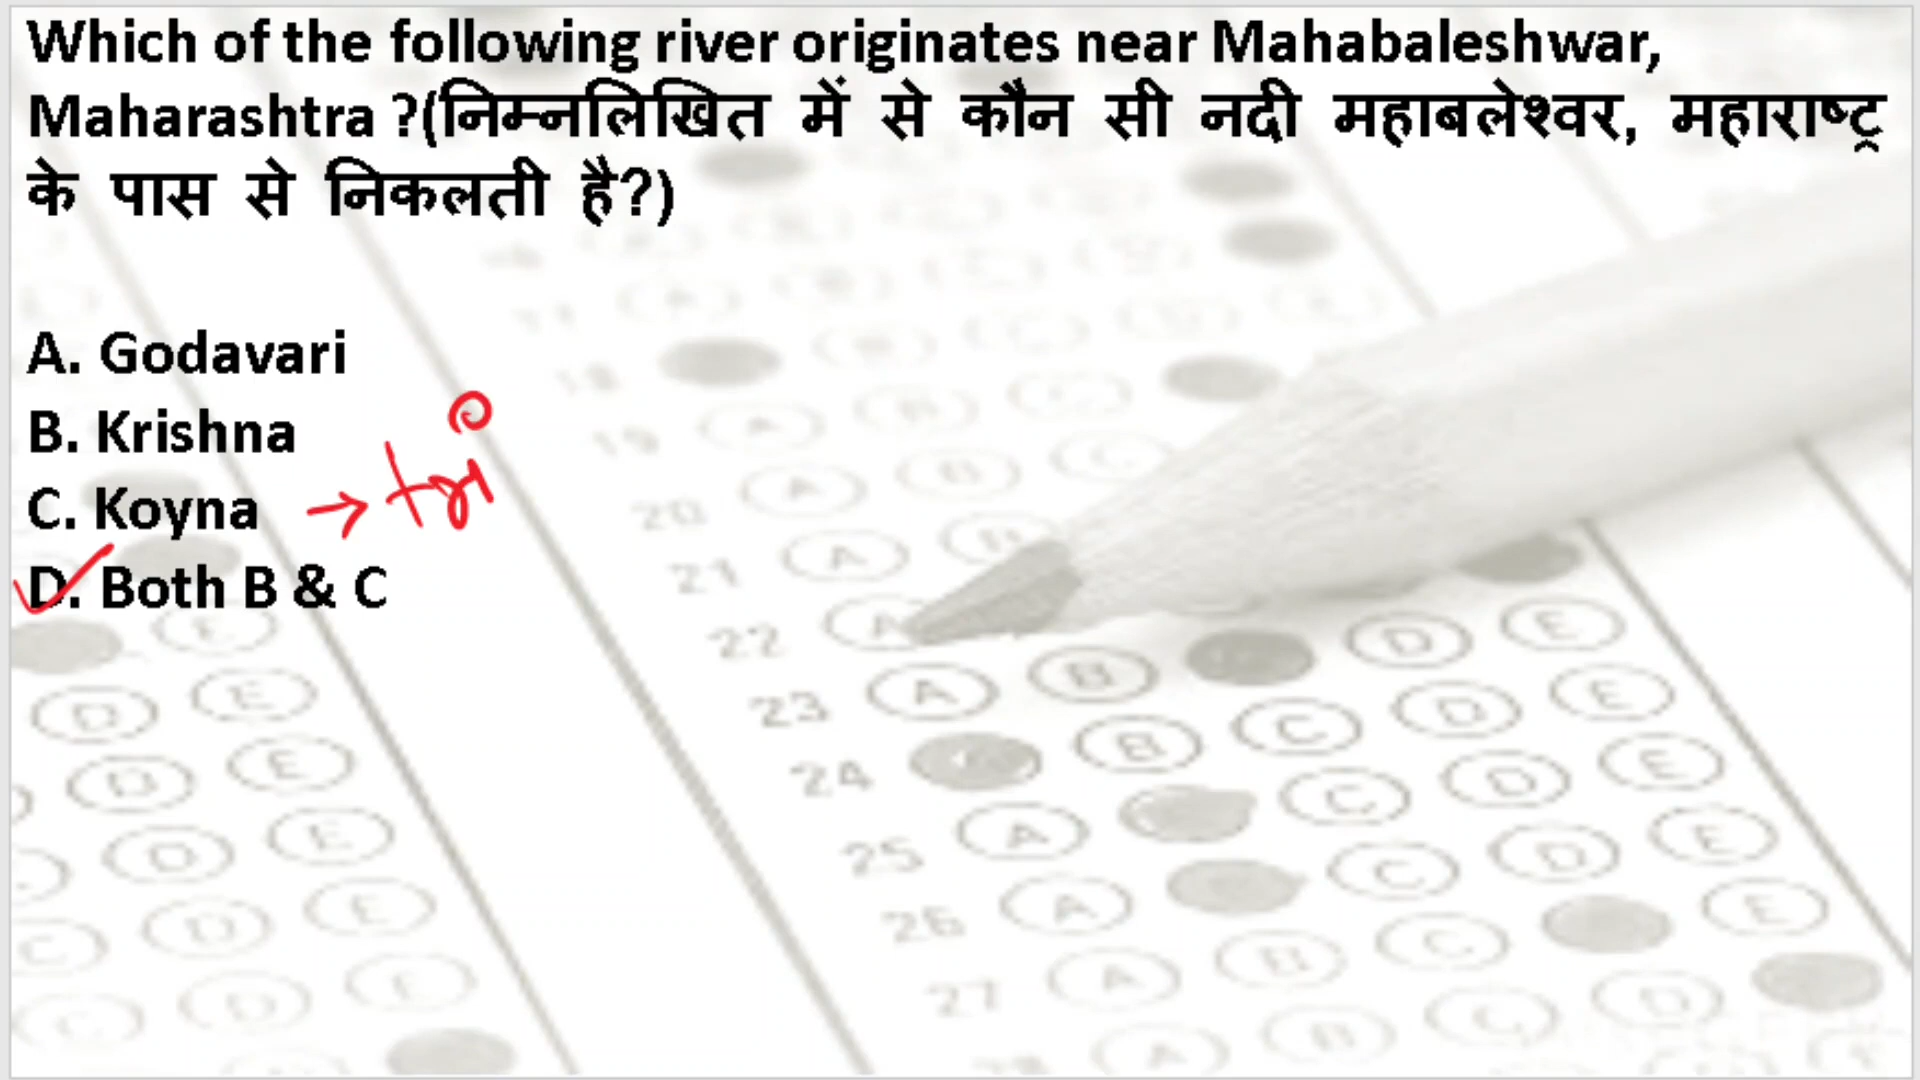 Which of the following river originates near Mahabaleshwar,
Maharashtra ?(निम्नलिखित में से कौन सी नदी महाबलेश्वर, महाराष्ट्र
के पास से निकलती है?)
A. Godavari
B. Krishna
C. Koyna → tri
D. Both B & C